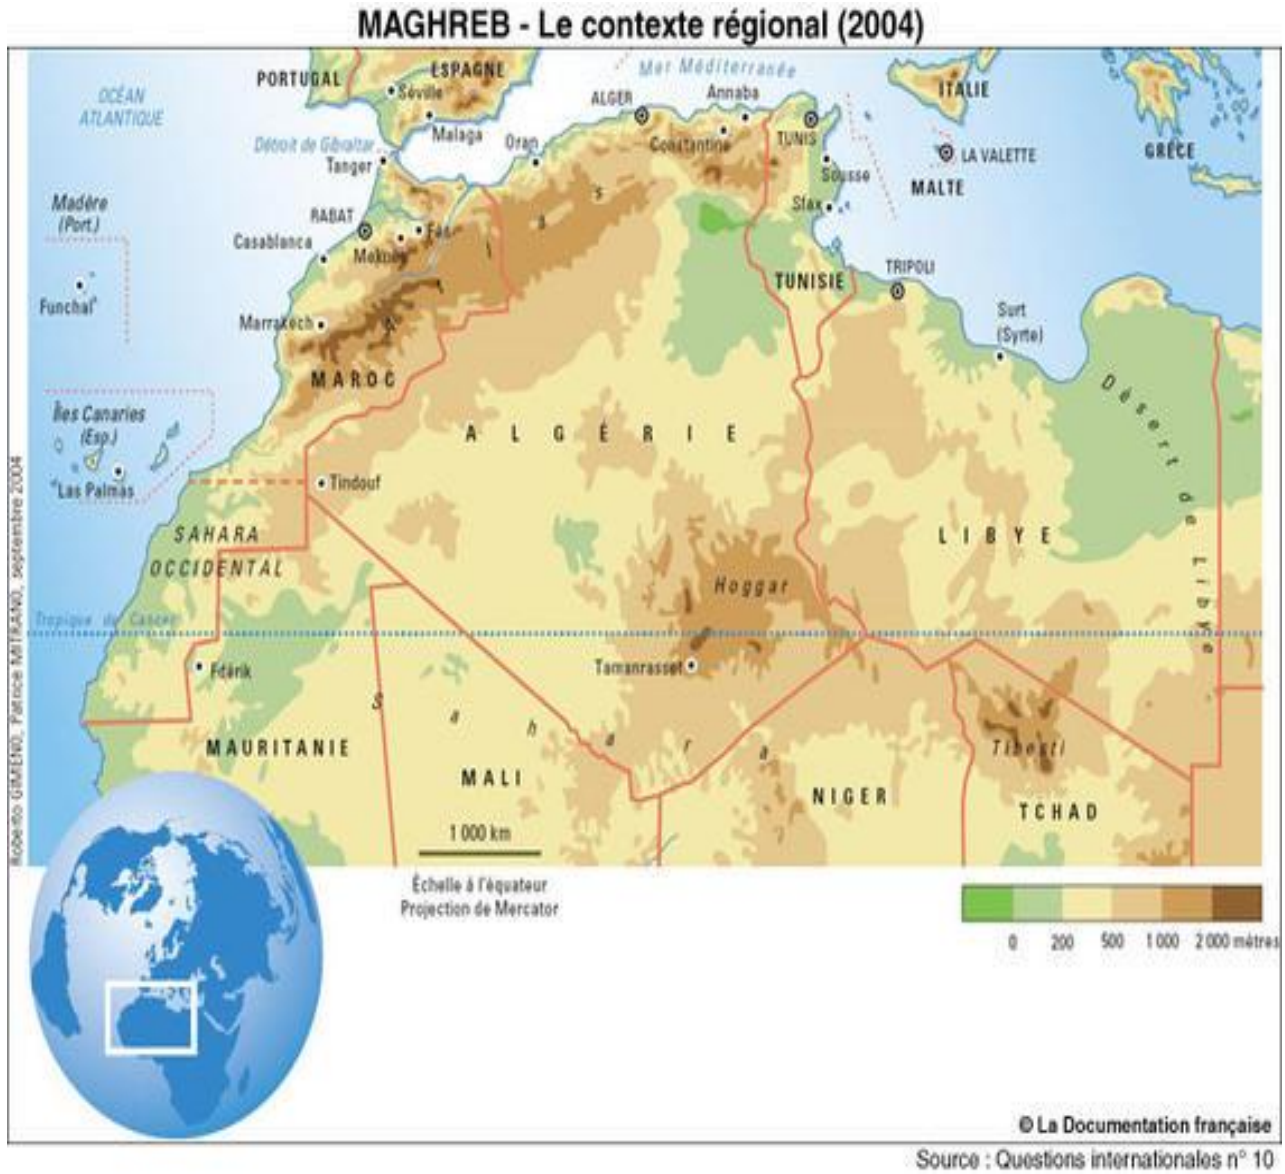 MAGHREB - Le contexte régional (2004)
PORTUGAL
ESPAGNE
Séville
Malaga
Mer Méditerranée
ALGER
Annaba
Constantine
TUNIS
ITALIE
GRÈCE
LA VALETTE
MALTE
OCÉAN
ATLANTIQUE
Détroit de Gibraltar
Tanger
Oran
Sousse
Sfax
Madère
(Port.)
Funchal
RABAT
Casablanca
Meknès
Fès
TUNISIE
TRIPOLI
Surt
(Syrte)
Marrakech
MAROC
A t l a s
Îles Canaries
(Esp.)
Las Palmas
ALGÉRIE
Tindouf
Désert de Libye
SAHARA
OCCIDENTAL
LIBYE
Hoggar
Tropique du Cancer
Fdérik
Tamanrasset
S a h a r a
MAURITANIE
MALI
NIGER
Tibesti
TCHAD
1 000 km
Échelle à l'équateur
Projection de Mercator
0 200 500 1 000 2 000 mètres
Roberto GIMENO, Patrice MITRANO, septembre 2004
© La Documentation française
Source : Questions internationales n° 10